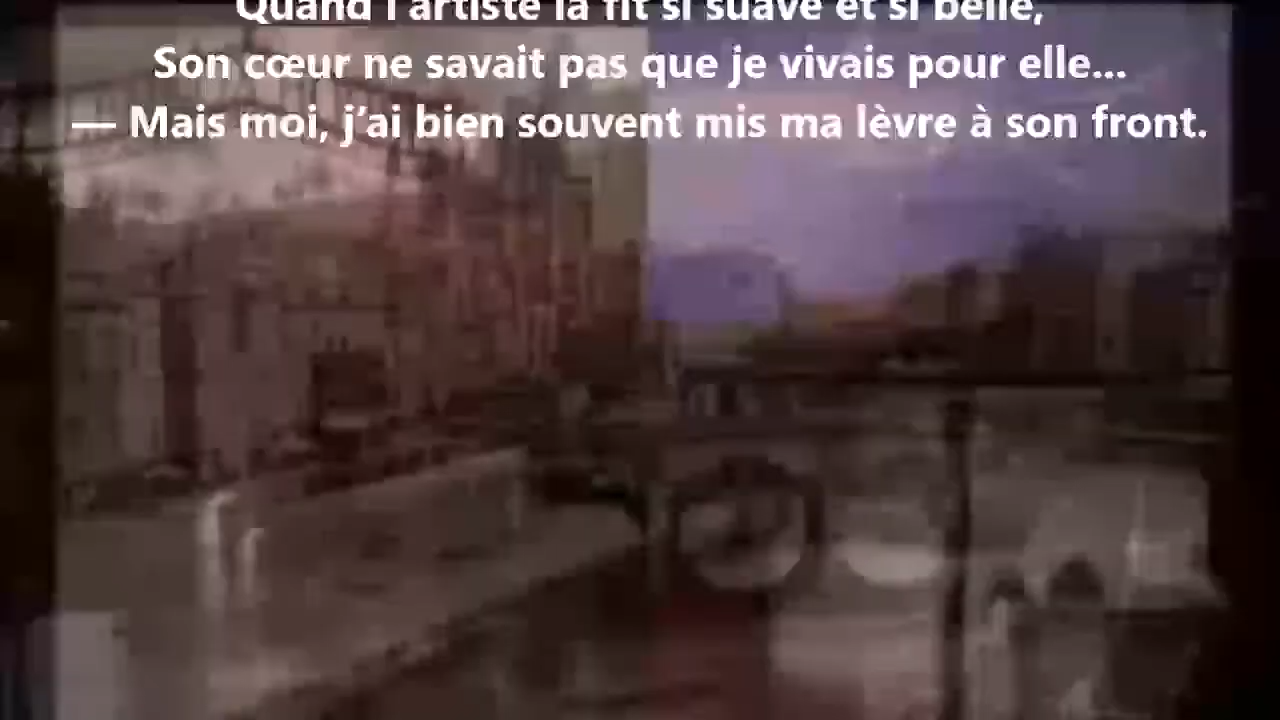 Quand l'artiste la fit si suave et si belle,
Son cœur ne savait pas que je vivais pour elle...
— Mais moi, j’ai bien souvent mis ma lèvre à son front.